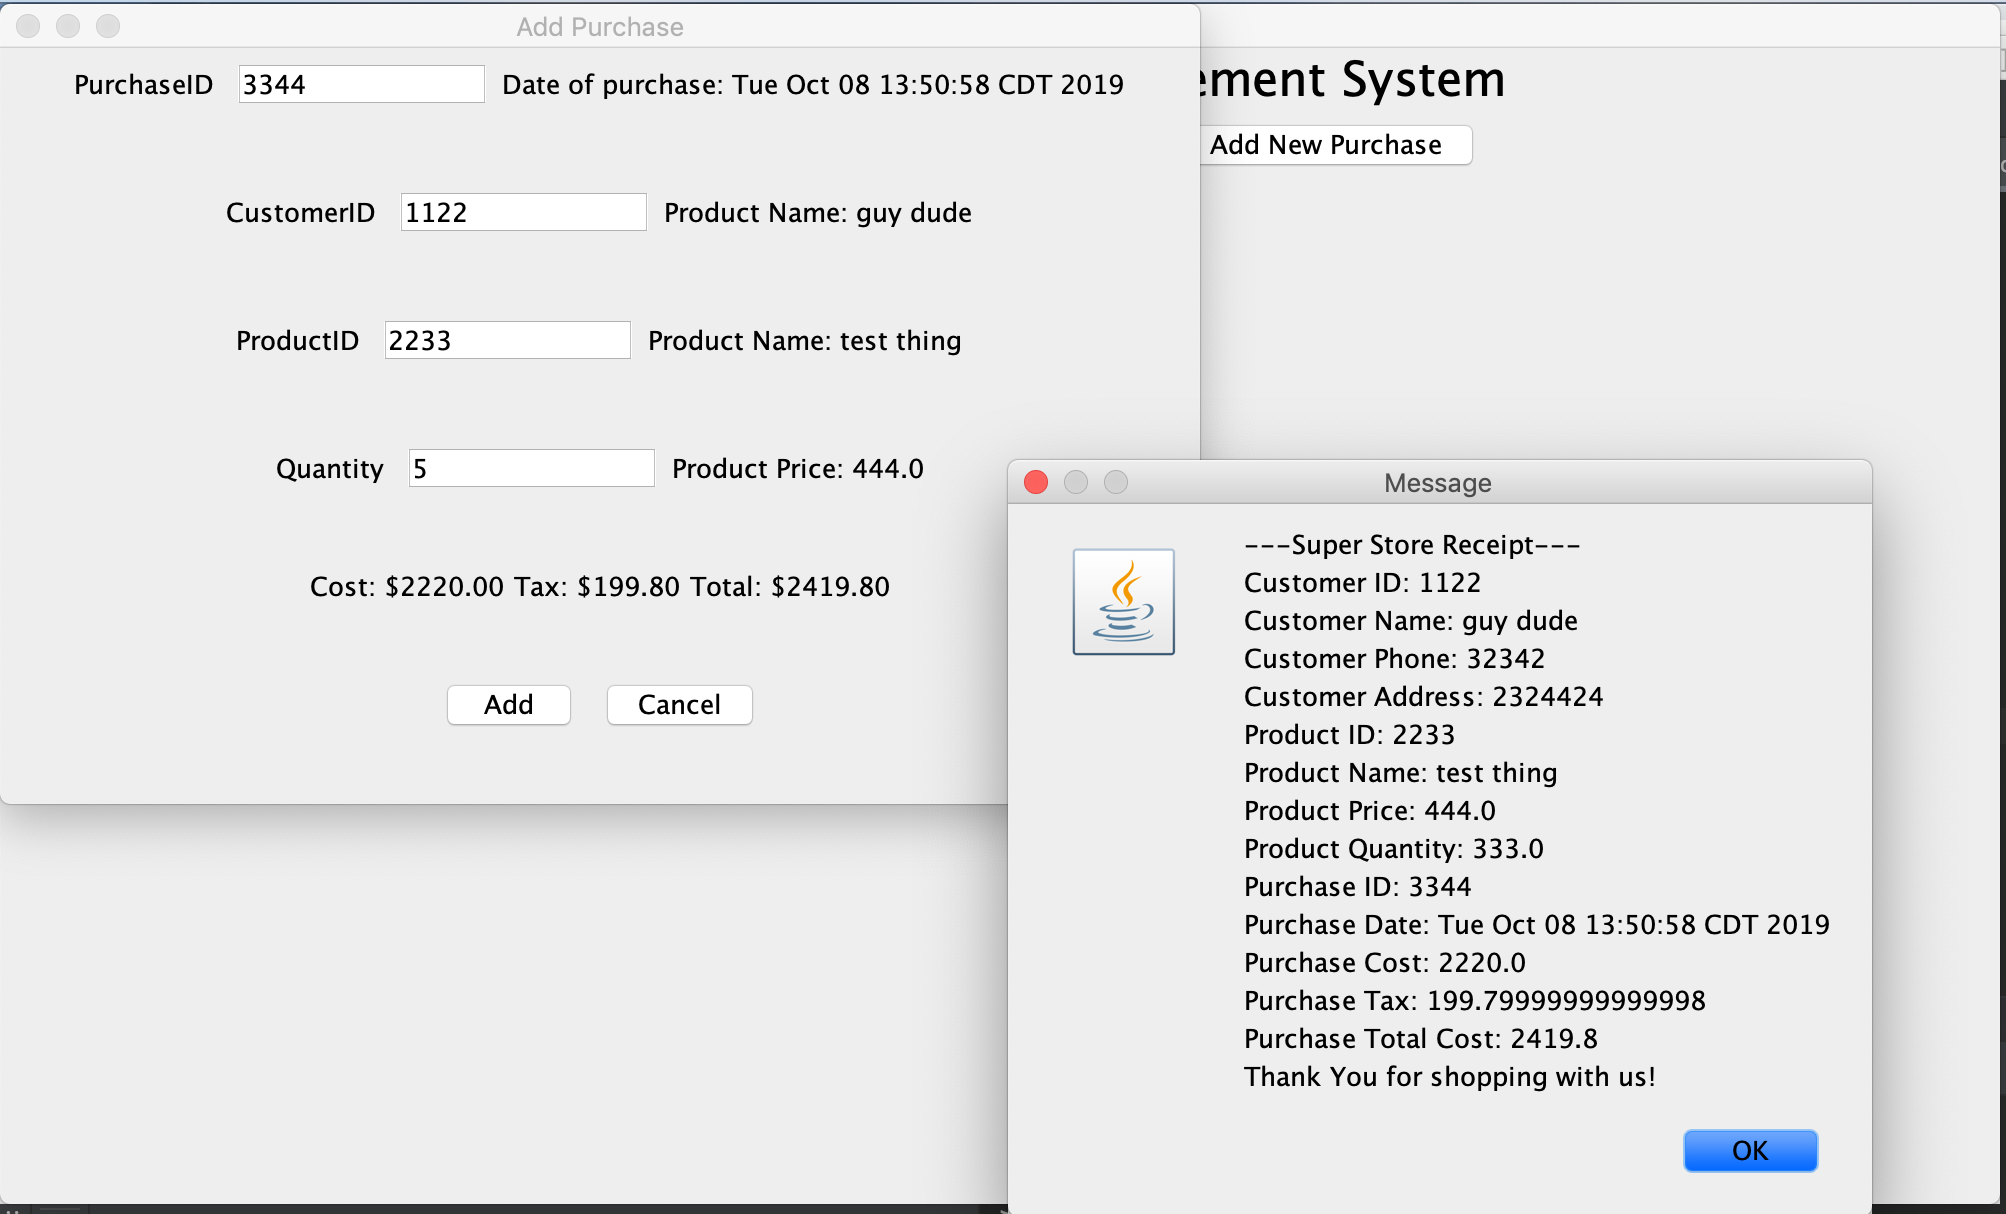 Add Purchase
PurchaseID 3344 Date of purchase: Tue Oct 08 13:50:58 CDT 2019
CustomerID 1122 Product Name: guy dude
ProductID 2233 Product Name: test thing
Quantity 5 Product Price: 444.0
Cost: $2220.00 Tax: $199.80 Total: $2419.80
Add Cancel
System
Add New Purchase
Message
---Super Store Receipt---
Customer ID: 1122
Customer Name: guy dude
Customer Phone: 32342
Customer Address: 2324424
Product ID: 2233
Product Name: test thing
Product Price: 444.0
Product Quantity: 333.0
Purchase ID: 3344
Purchase Date: Tue Oct 08 13:50:58 CDT 2019
Purchase Cost: 2220.0
Purchase Tax: 199.79999999999998
Purchase Total Cost: 2419.8
Thank You for shopping with us!
OK